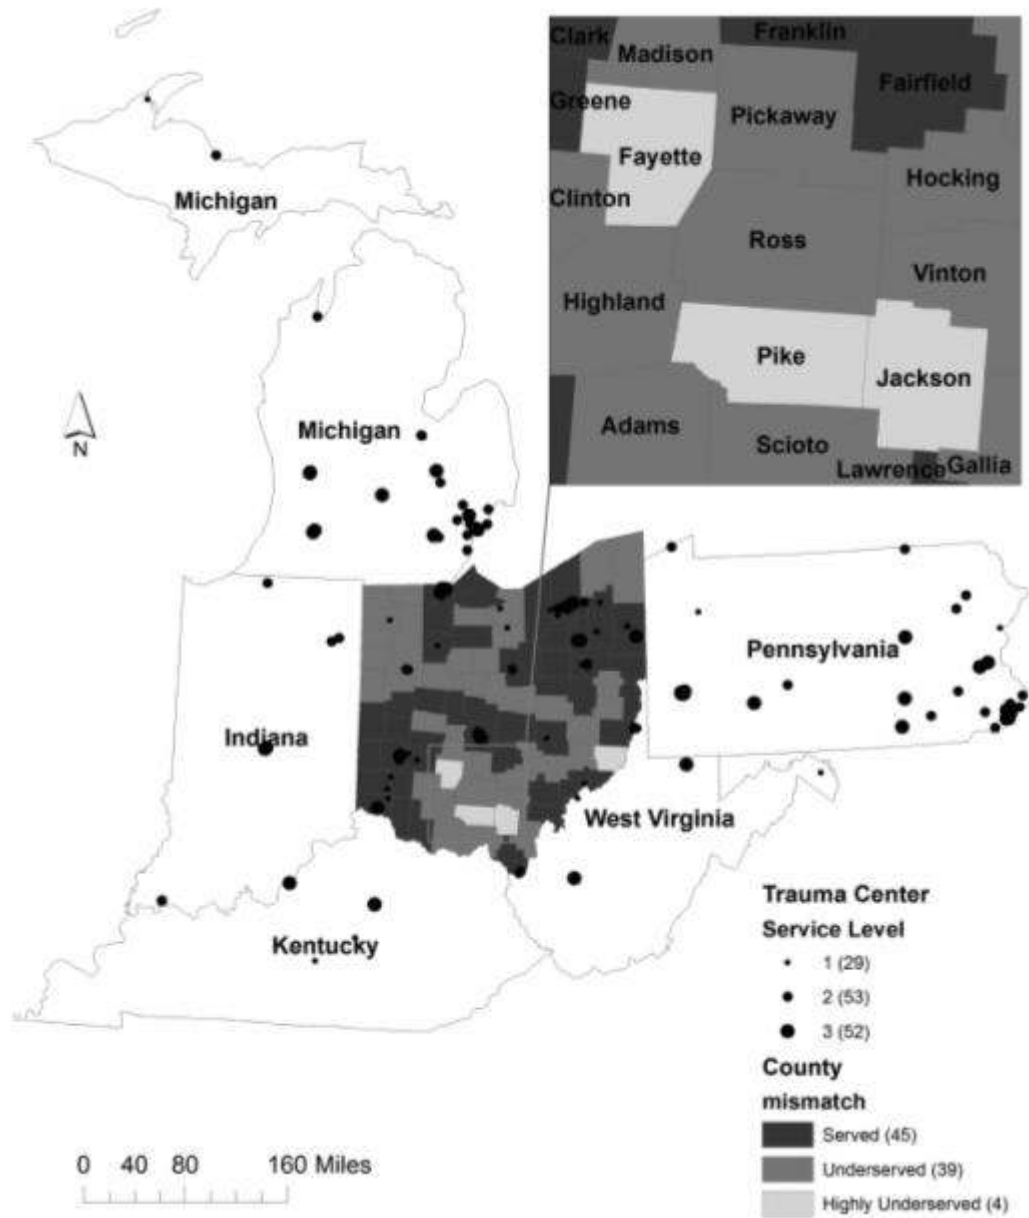 Clark
Franklin
Madison
Fairfield
Greene
Pickaway
Fayette
Hocking
Clinton
Ross
Vinton
Highland
Pike
Jackson
Adams
Scioto
Lawrence Gallia
Michigan
Michigan
N
Pennsylvania
Indiana
West Virginia
Kentucky
Trauma Center
Service Level
1 (29)
2 (53)
3 (52)
County
mismatch
Served (45)
Underserved (39)
Highly Underserved (4)
0 40 80 160 Miles